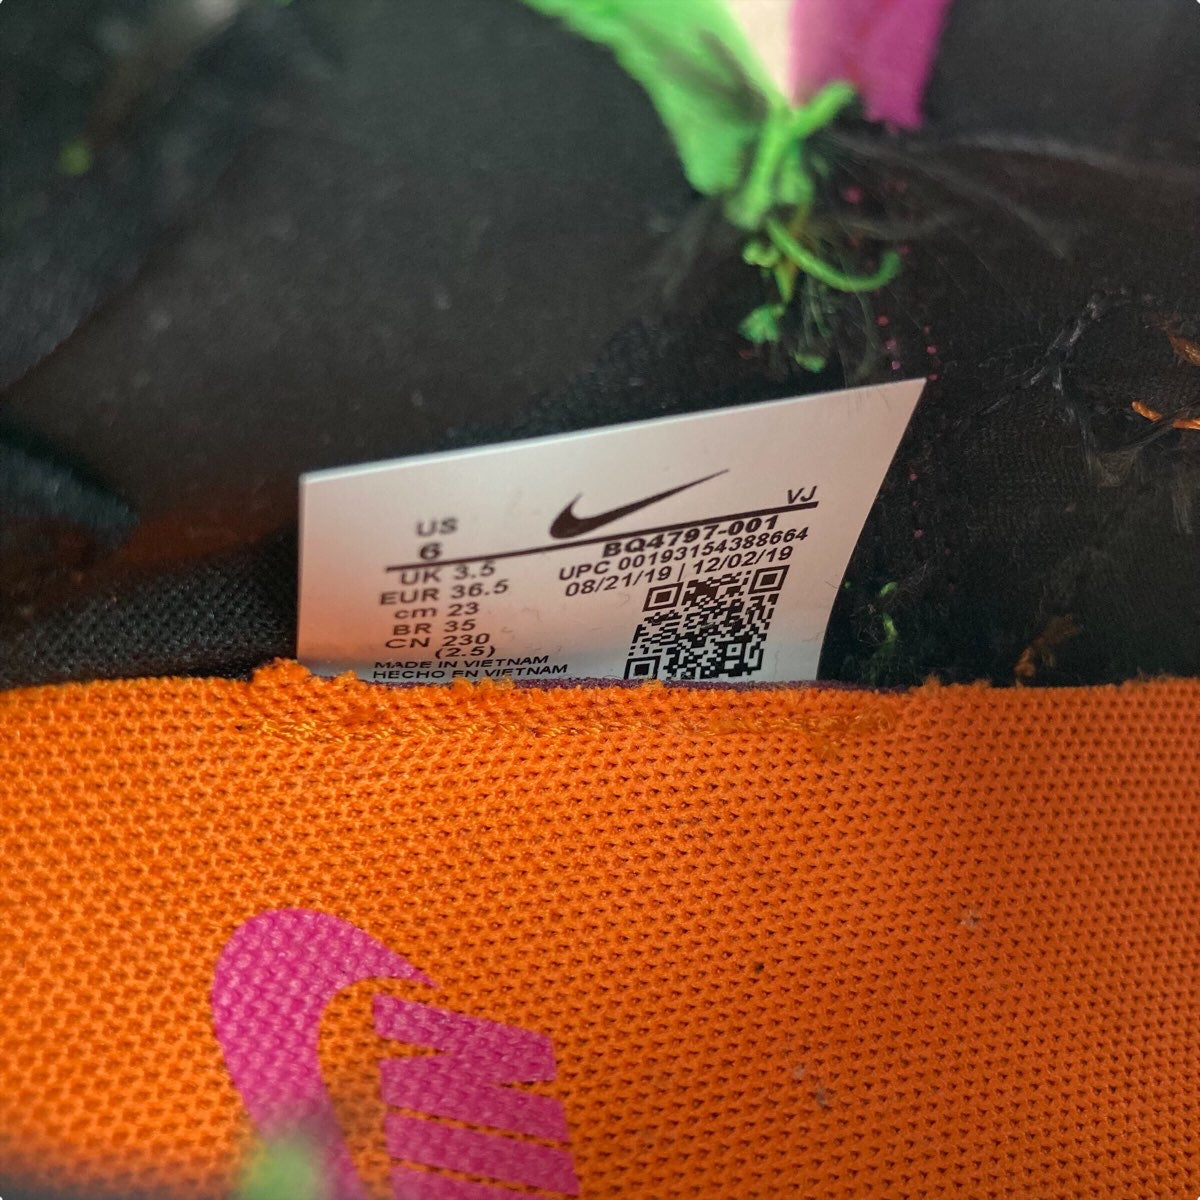 US
6
VJ
BQ4797-001
UPC 00193154388664
08/21/19 | 12/02/19
UK 3.5
EUR 36.5
cm 23
BR 35
CN 230
(2.5)
MADE IN VIETNAM
HECHO EN VIETNAM